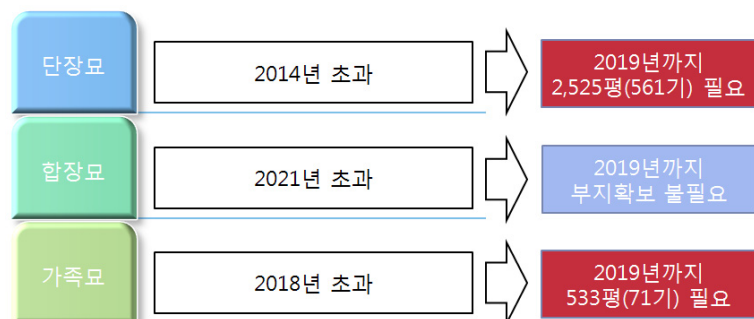 단장묘
2014년 초과
2019년까지
2,525평(561기) 필요
합장묘
2021년 초과
2019년까지
부지확보 불필요
가족묘
2018년 초과
2019년까지
533평(71기) 필요